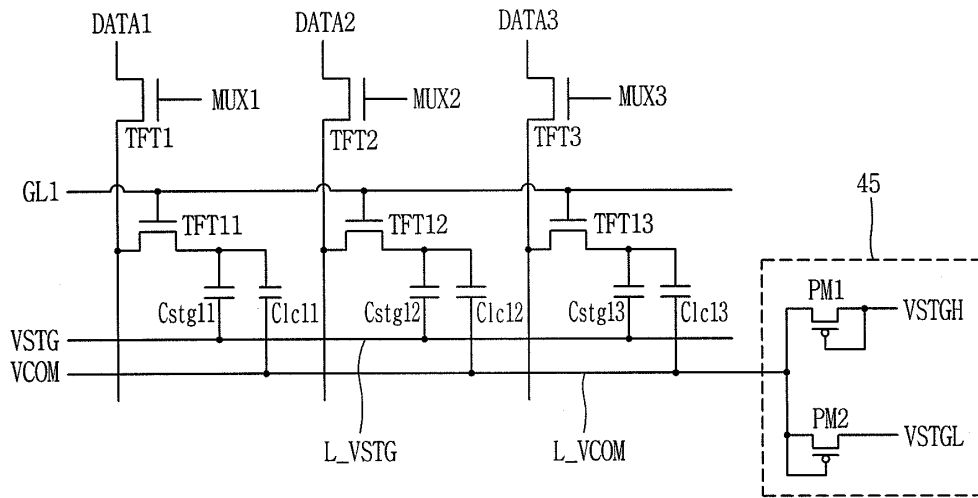 DATA1 DATA2 DATA3
MUX1 MUX2 MUX3
TFT1 TFT2 TFT3
GL1
45
TFT11 TFT12 TFT13
Cstg11 Clc11 Cstg12 Clc12 Cstg13 Clc13
PM1 VSTGH
VSTG
VCOM
PM2 VSTGL
L_VSTG L_VCOM